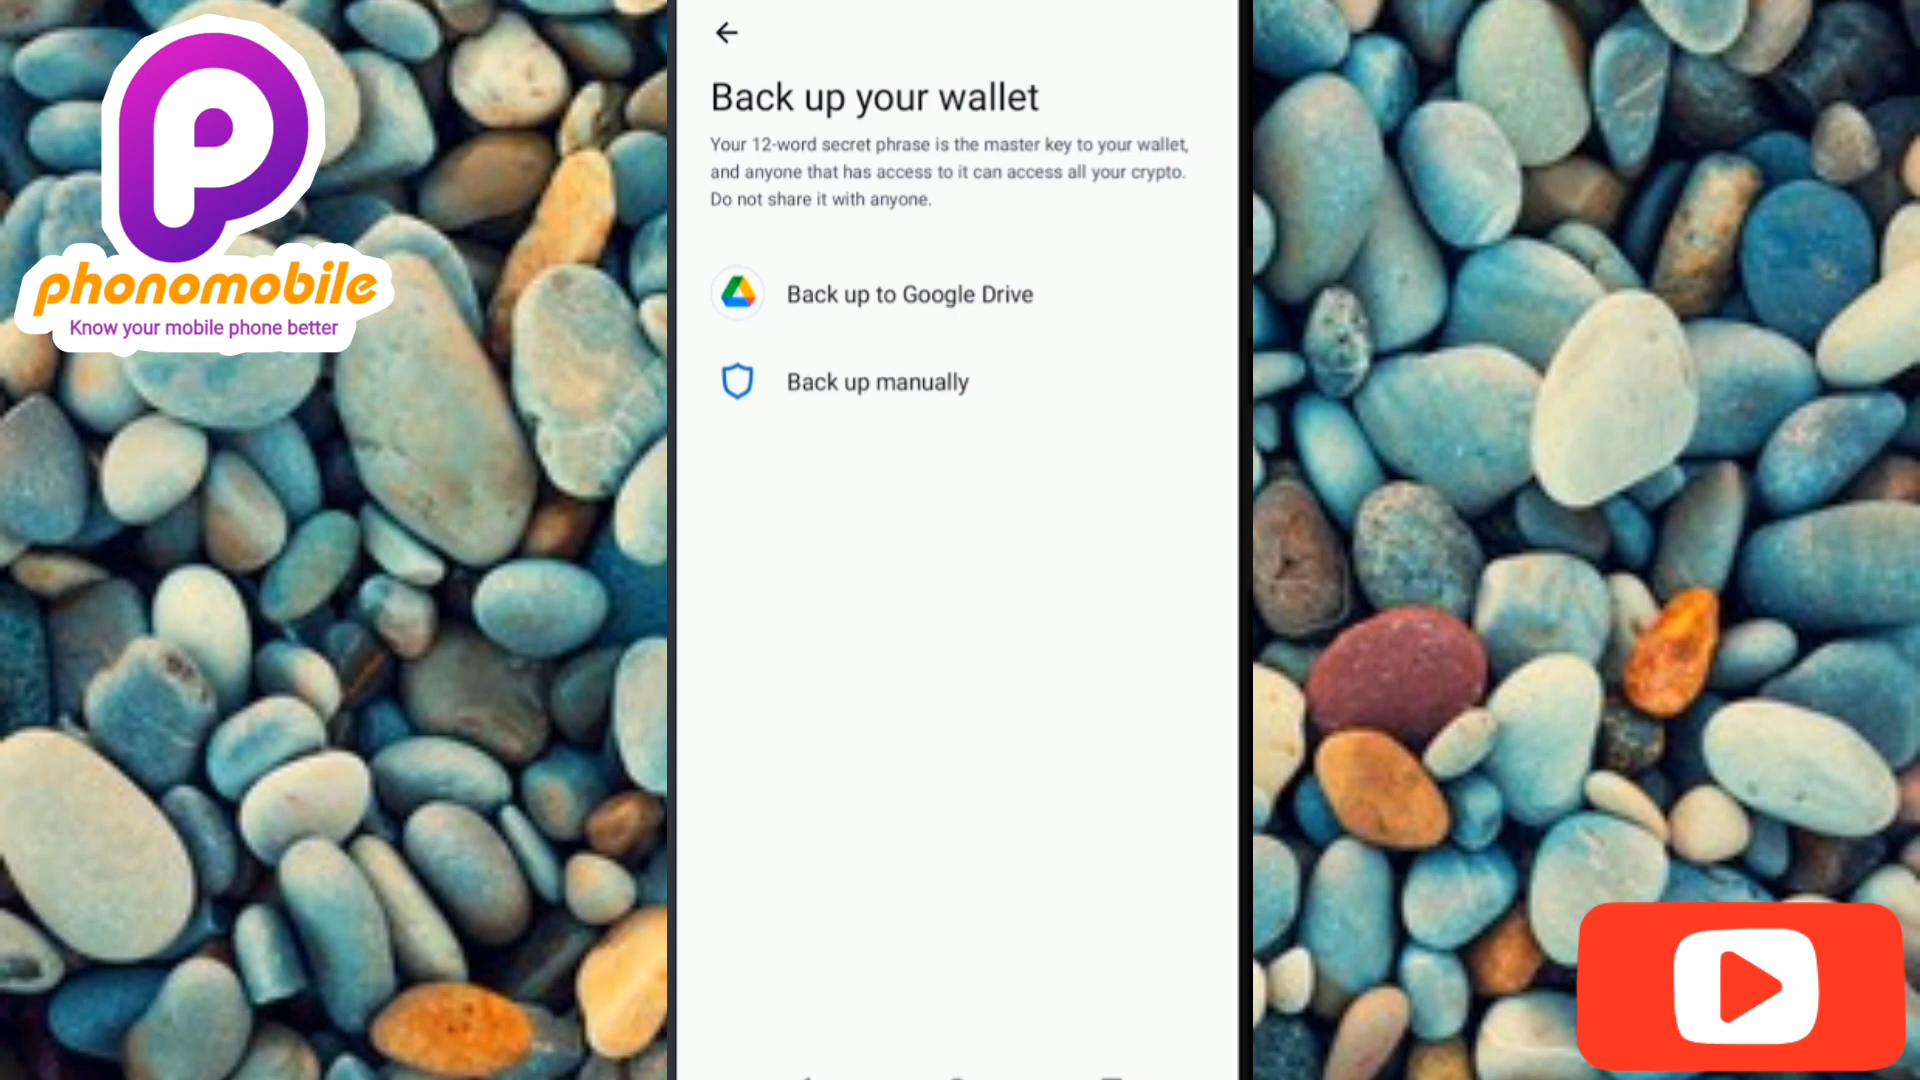 phonomobile
Know your mobile phone better
Back up your wallet
Your 12-word secret phrase is the master key to your wallet,
and anyone that has access to it can access all your crypto.
Do not share it with anyone.
Back up to Google Drive
Back up manually